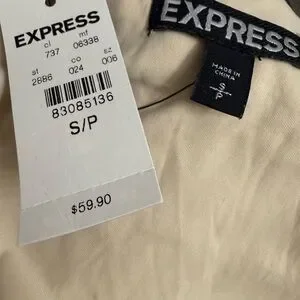 EXPRESS
cl mf
737 06338
st co sz
2886 024 006
83085136
S/P
$59.90
EXPRESS
MADE IN
CHINA
S
P